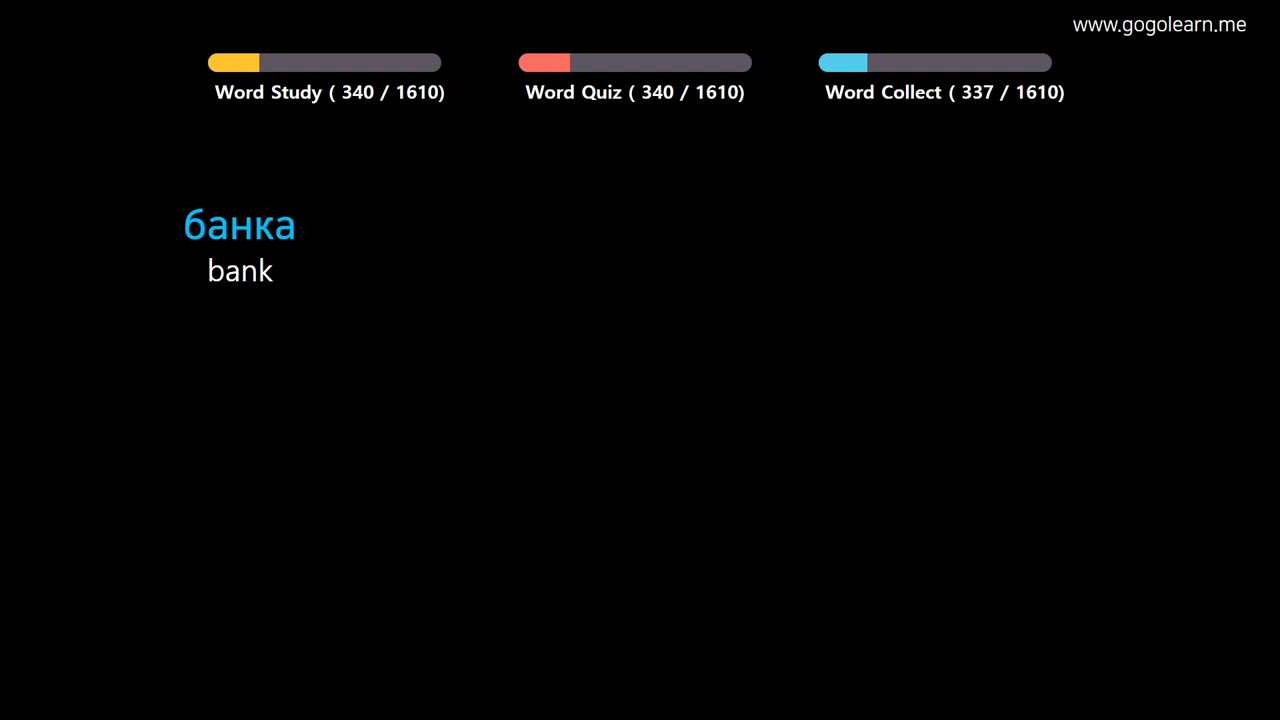 www.gogolearn.me
Word Study ( 340 / 1610)
Word Quiz ( 340 / 1610)
Word Collect ( 337 / 1610)
банка
bank